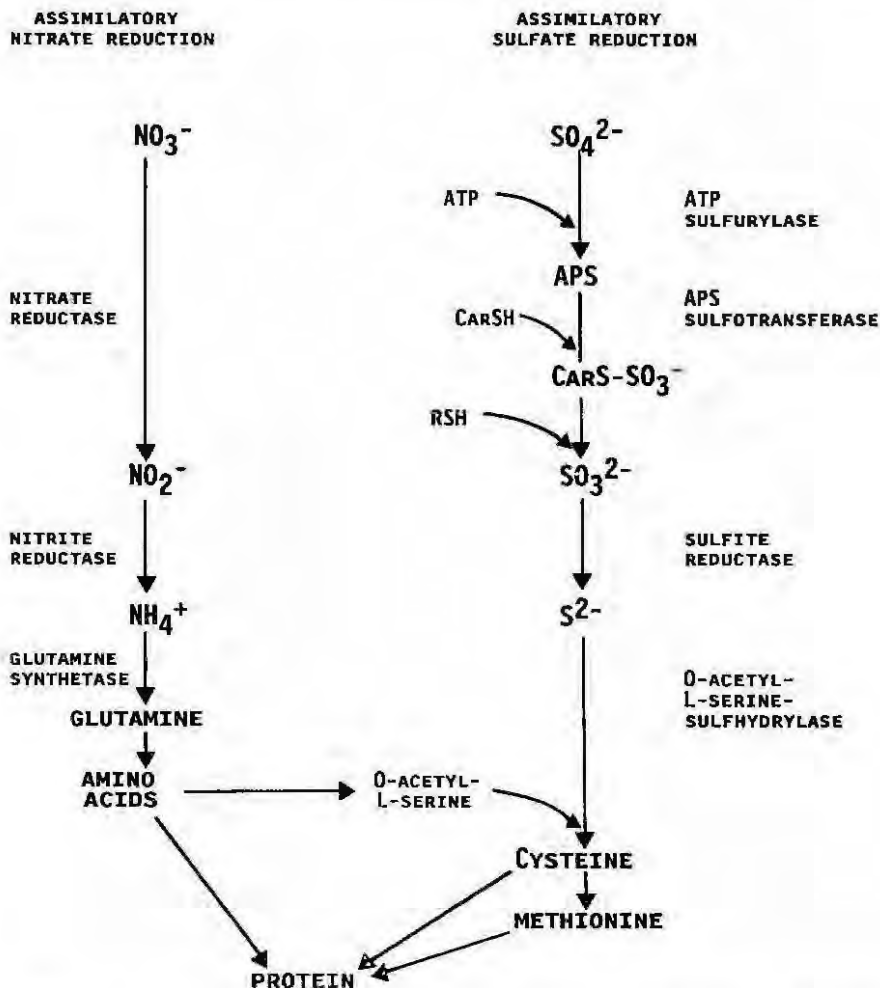 ASSIMILATORY
NITRATE REDUCTION
ASSIMILATORY
SULFATE REDUCTION
NO₃⁻
SO₄²⁻
ATP
ATP
SULFURYLASE
APS
NITRATE
REDUCTASE
CARSH
APS
SULFOTRANSFERASE
CARS-SO₃⁻
RSH
NO₂⁻
SO₃²⁻
NITRITE
REDUCTASE
SULFITE
REDUCTASE
NH₄⁺
S²⁻
GLUTAMINE
SYNTHETASE
O-ACETYL-
L-SERINE-
SULFHYDRYLASE
GLUTAMINE
AMINO
ACIDS
O-ACETYL-
L-SERINE
CYSTEINE
METHIONINE
PROTEIN